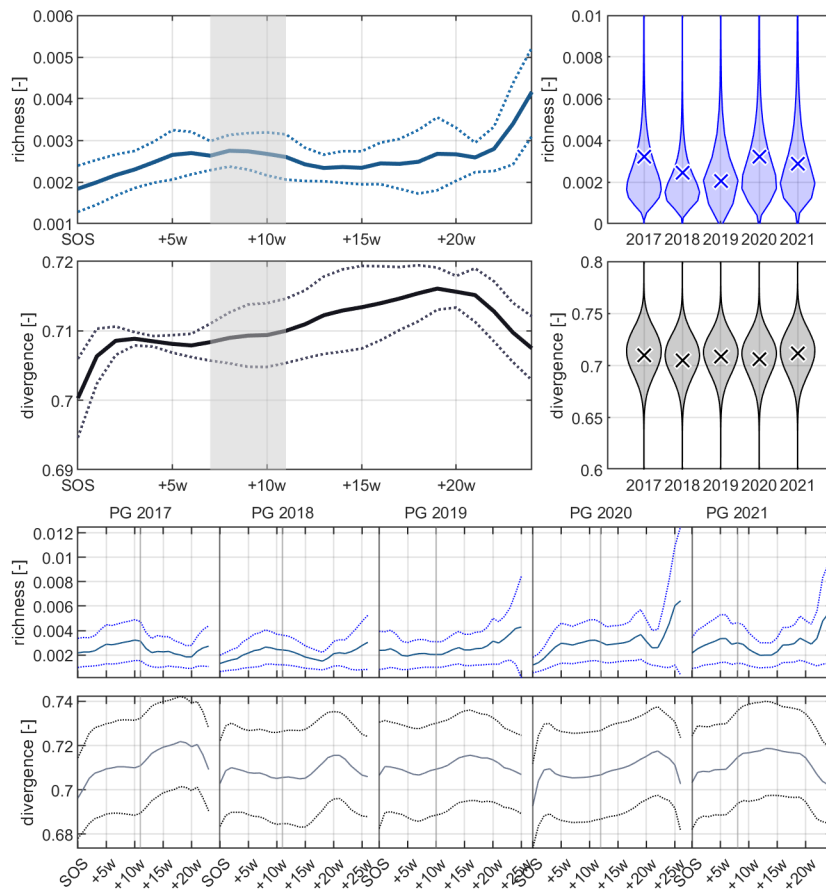 0.006
0.005
0.004
0.003
0.002
0.001
richness [-]
SOS +5w +10w +15w +20w
0.01
0.008
0.006
0.004
0.002
0
richness [-]
2017 2018 2019 2020 2021
0.72
0.71
0.7
0.69
divergence [-]
SOS +5w +10w +15w +20w
0.8
0.75
0.7
0.65
0.6
divergence [-]
2017 2018 2019 2020 2021
PG 2017 PG 2018 PG 2019 PG 2020 PG 2021
0.012
0.01
0.008
0.006
0.004
0.002
richness [-]
0.74
0.72
0.7
0.68
divergence [-]
SOS +5w +10w +15w +20w SOS +5w +10w +15w +20w +25w SOS +5w +10w +15w +20w +25w SOS +5w +10w +15w +20w +25w SOS +5w +10w +15w +20w